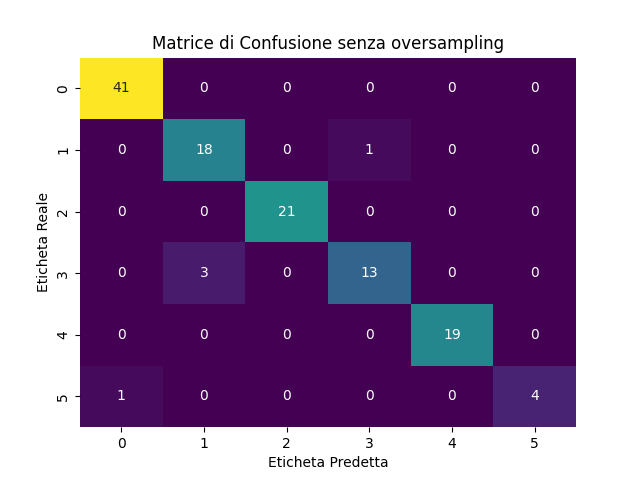 Matrice di Confusione senza oversampling
Eticheta Reale
0 41 0 0 0 0 0
1 0 18 0 1 0 0
2 0 0 21 0 0 0
3 0 3 0 13 0 0
4 0 0 0 0 19 0
5 1 0 0 0 0 4
0 1 2 3 4 5
Eticheta Predetta